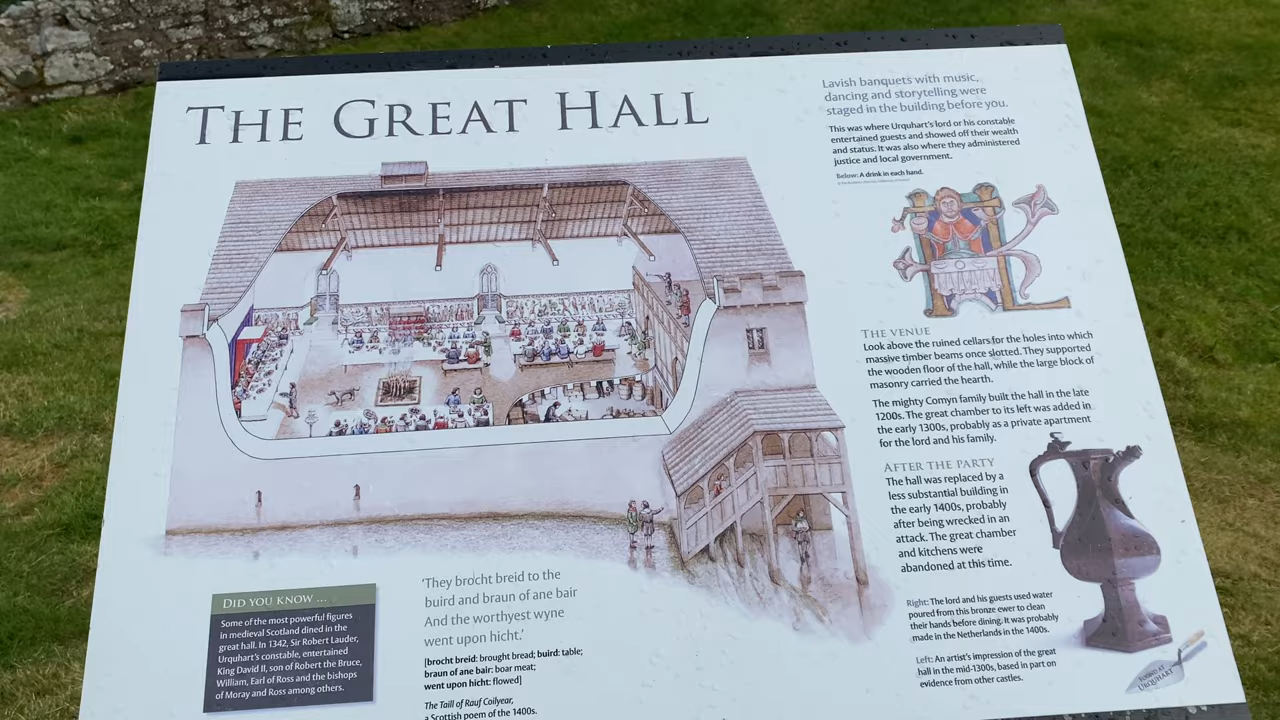 THE GREAT HALL
Lavish banquets with music,
dancing and storytelling were
staged in the building before you.
This was where Urquhart's lord or his constable
entertained guests and showed off their wealth
and status. It was also where they administered
justice and local government.
Below: A drink in each hand.
THE VENUE
Look above the ruined cellars for the holes into which
massive timber beams once slotted. They supported
the wooden floor of the hall, while the large block of
masonry carried the hearth.
The mighty Comyn family built the hall in the late
1200s. The great chamber to its left was added in
the early 1300s, probably as a private apartment
for the lord and his family.
AFTER THE PARTY
The hall was replaced by a
less substantial building in
the early 1400s, probably
after being wrecked in an
attack. The great chamber
and kitchens were
abandoned at this time.
Right: The lord and his guests used water
poured from this bronze ewer to clean
their hands before dining. It was probably
made in the Netherlands in the 1400s.
Left: An artist's impression of the great
hall in the mid-1300s, based in part on
evidence from other castles.
FOUND AT
URQUHART
DID YOU KNOW ...
Some of the most powerful figures
in medieval Scotland dined in the
great hall. In 1342, Sir Robert Lauder,
Urquhart's constable, entertained
King David II, son of Robert the Bruce,
William, Earl of Ross and the bishops
of Moray and Ross among others.
'They brocht breid to the
buird and braun of ane bair
And the worthyest wyne
went upon hicht.'
[brocht breid: brought bread; buird: table;
braun of ane bair: boar meat;
went upon hicht: flowed]
The Taill of Rauf Coilyear,
a Scottish poem of the 1400s.